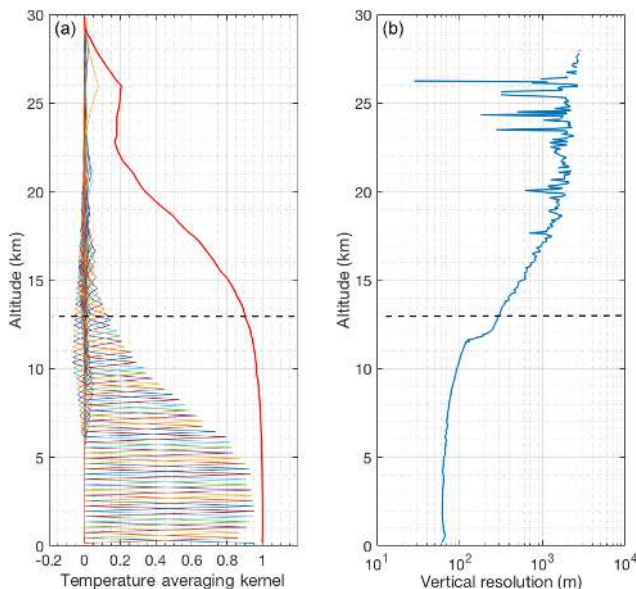 (a)
30
25
20
15
10
5
0
Altitude (km)
-0.2 0 0.2 0.4 0.6 0.8 1
Temperature averaging kernel
(b)
30
25
20
15
10
5
0
Altitude (km)
10^1 10^2 10^3 10^4
Vertical resolution (m)